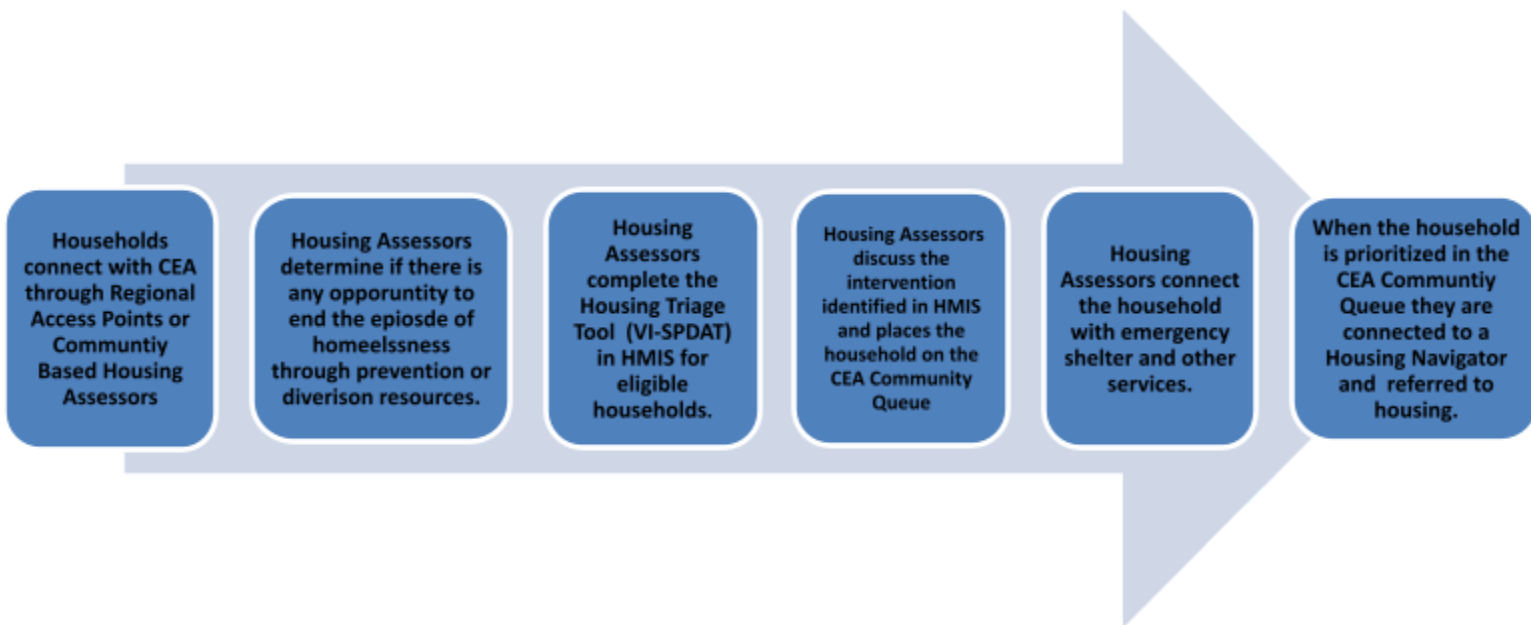 Households
connect with CEA
through Regional
Access Points or
Communtiy
Based Housing
Assessors
Housing Assessors
determine if there is
any opporuntity to
end the epiosde of
homeelssness
through prevention or
diverison resources.
Housing
Assessors
complete the
Housing Triage
Tool (VI-SPDAT)
in HMIS for
eligible
households.
Housing Assessors
discuss the
intervention
identified in HMIS
and places the
household on the
CEA Community
Queue
Housing
Assessors connect
the household
with emergency
shelter and other
services.
When the household
is prioritized in the
CEA Communtiy
Queue they are
connected to a
Housing Navigator
and referred to
housing.